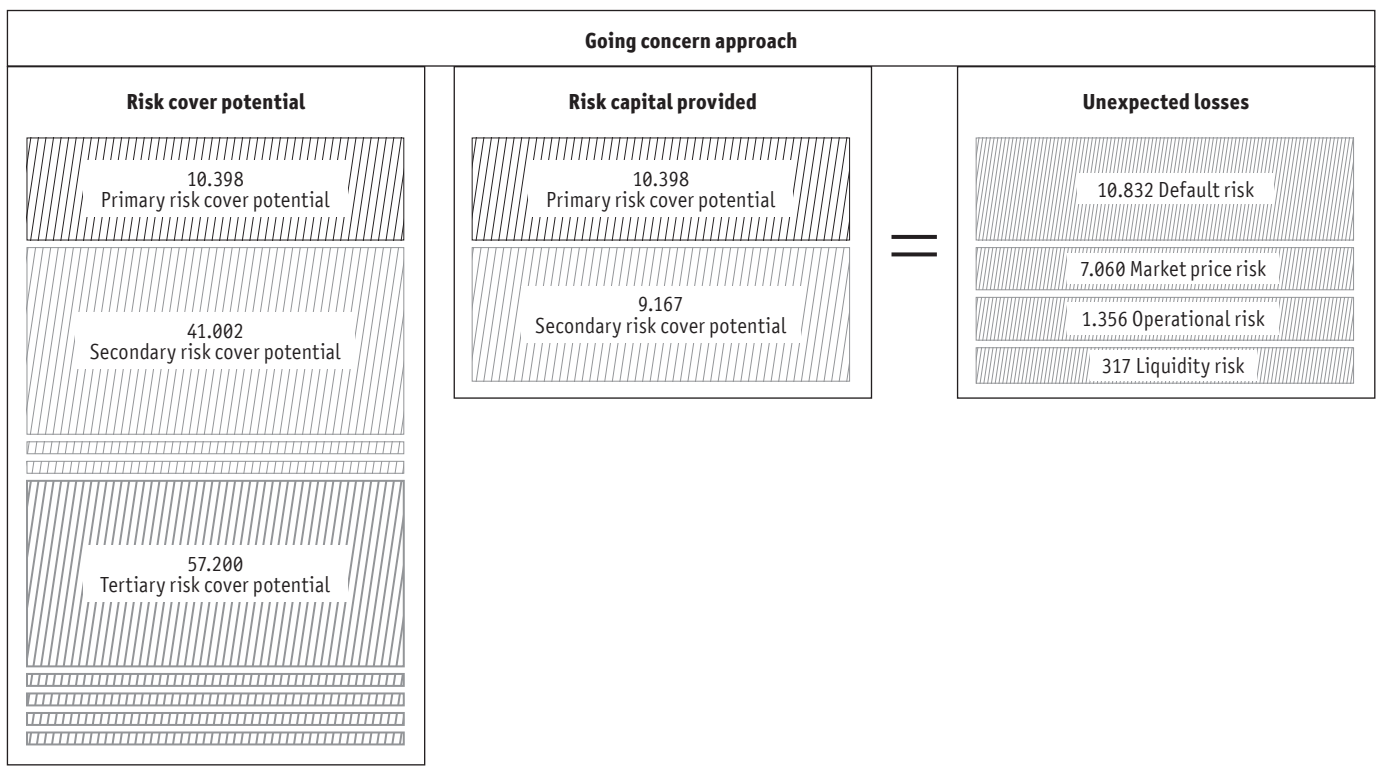 Going concern approach
Risk cover potential
10.398
Primary risk cover potential
41.002
Secondary risk cover potential
57.200
Tertiary risk cover potential
Risk capital provided
10.398
Primary risk cover potential
9.167
Secondary risk cover potential
=
Unexpected losses
10.832 Default risk
7.060 Market price risk
1.356 Operational risk
317 Liquidity risk